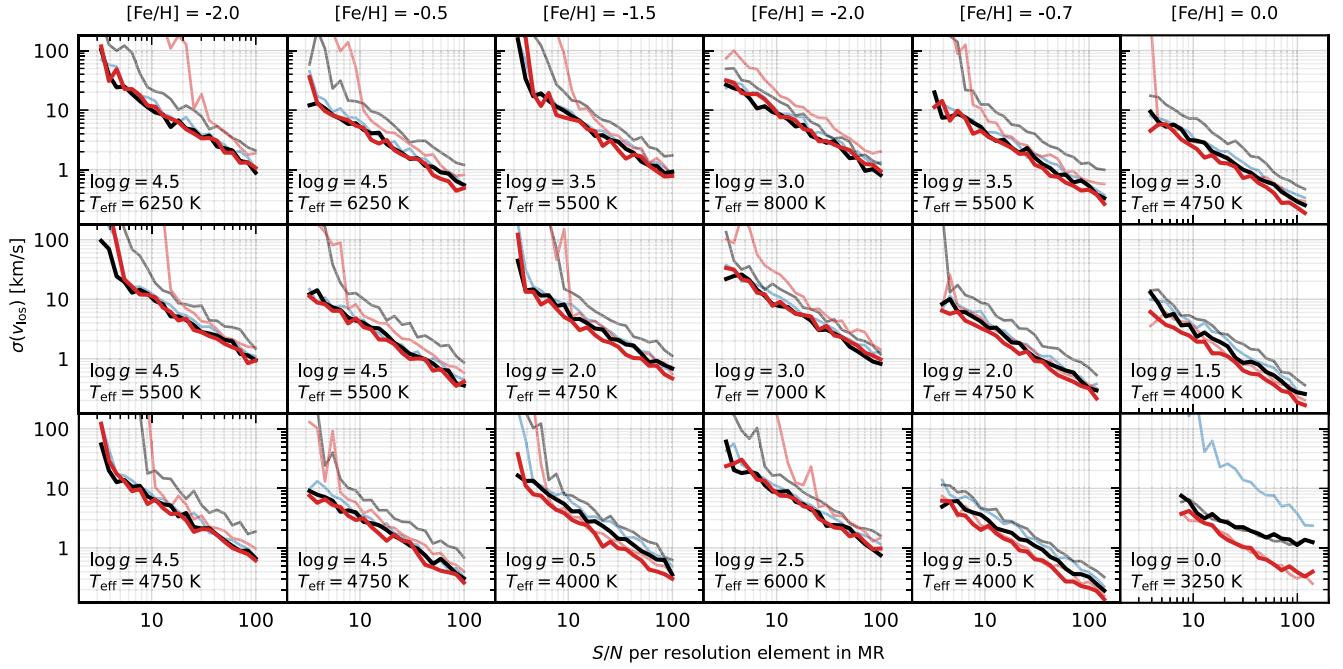 [Fe/H] = -2.0 [Fe/H] = -0.5 [Fe/H] = -1.5 [Fe/H] = -2.0 [Fe/H] = -0.7 [Fe/H] = 0.0
100
10
1
log g = 4.5 log g = 4.5 log g = 3.5 log g = 3.0 log g = 3.5 log g = 3.0
T_eff = 6250 K T_eff = 6250 K T_eff = 5500 K T_eff = 8000 K T_eff = 5500 K T_eff = 4750 K
σ(v_los) [km/s]
100
10
1
log g = 4.5 log g = 4.5 log g = 2.0 log g = 3.0 log g = 2.0 log g = 1.5
T_eff = 5500 K T_eff = 5500 K T_eff = 4750 K T_eff = 7000 K T_eff = 4750 K T_eff = 4000 K
100
10
1
log g = 4.5 log g = 4.5 log g = 0.5 log g = 2.5 log g = 0.5 log g = 0.0
T_eff = 4750 K T_eff = 4750 K T_eff = 4000 K T_eff = 6000 K T_eff = 4000 K T_eff = 3250 K
10 100 10 100 10 100 10 100 10 100 10 100
S/N per resolution element in MR